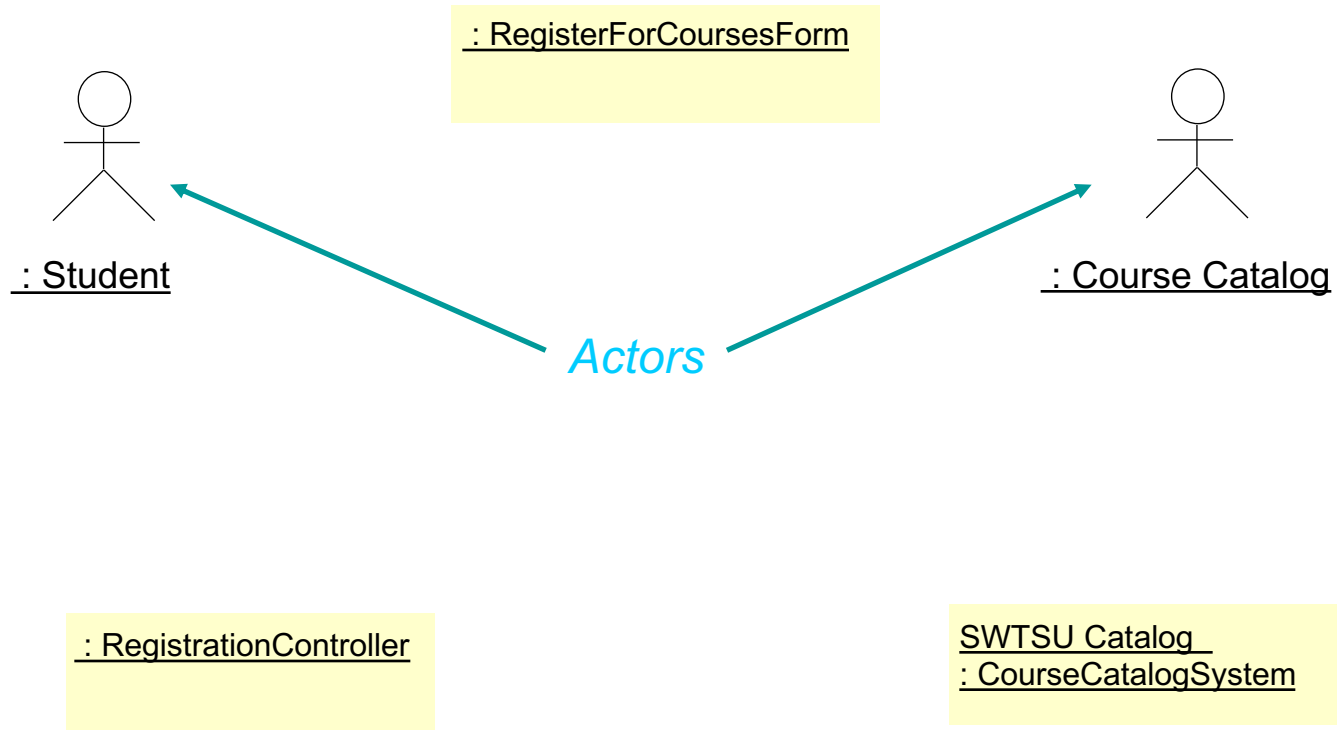 : RegisterForCoursesForm
: Student
: Course Catalog
Actors
: RegistrationController
SWTSU Catalog
: CourseCatalogSystem